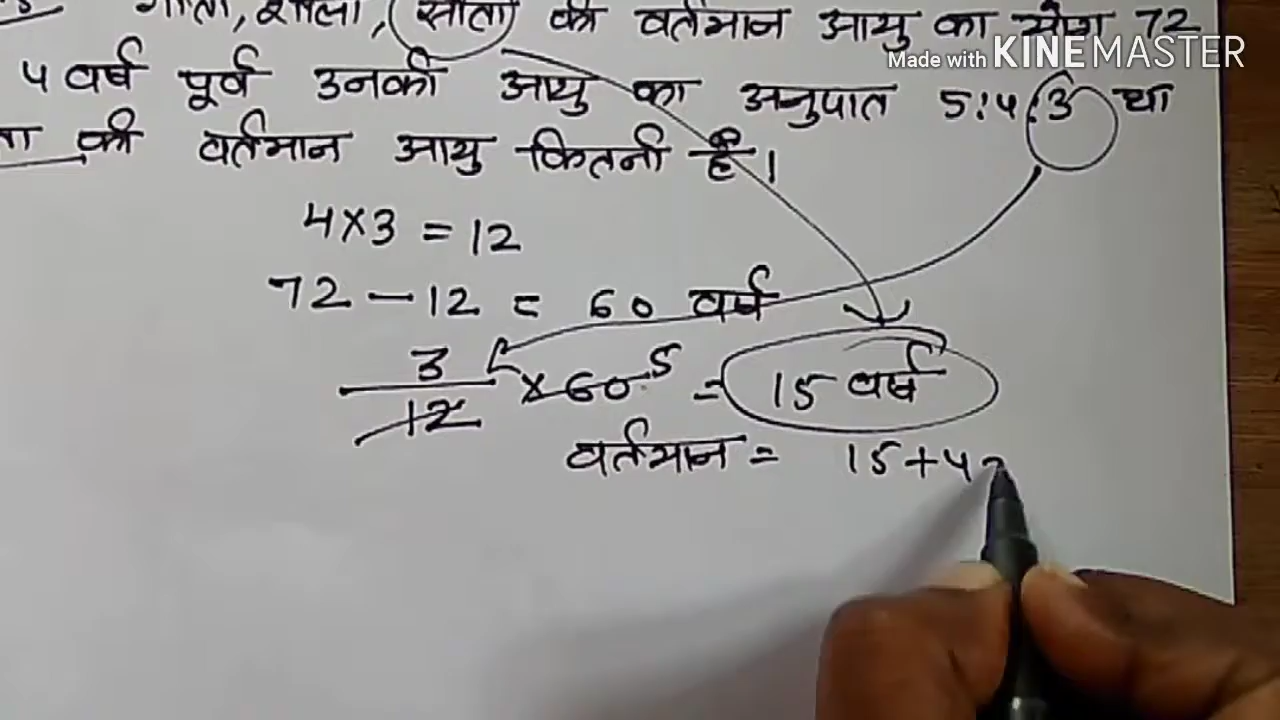 गीता, शीला, सीता की वर्तमान आयु का योग 72
Made with KINEMASTER
4 वर्ष पूर्व उनकी आयु का अनुपात 5:4:3 था
की वर्तमान आयु कितनी है।
4×3 = 12
72 - 12 = 60 वर्ष
3/12 × 60 5 = 15 वर्ष
वर्तमान = 15+4